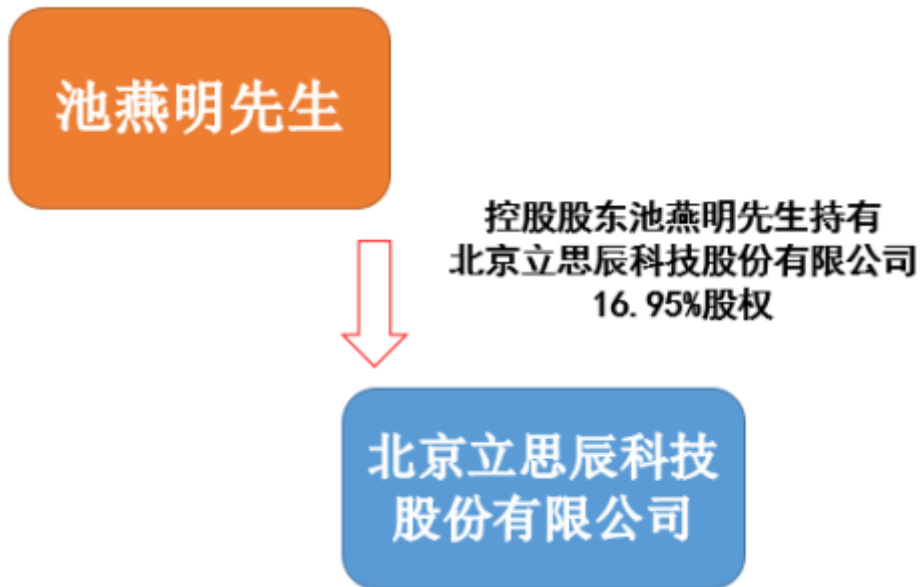 池燕明先生
控股股东池燕明先生持有
北京立思辰科技股份有限公司
16.95%股权
北京立思辰科技
股份有限公司